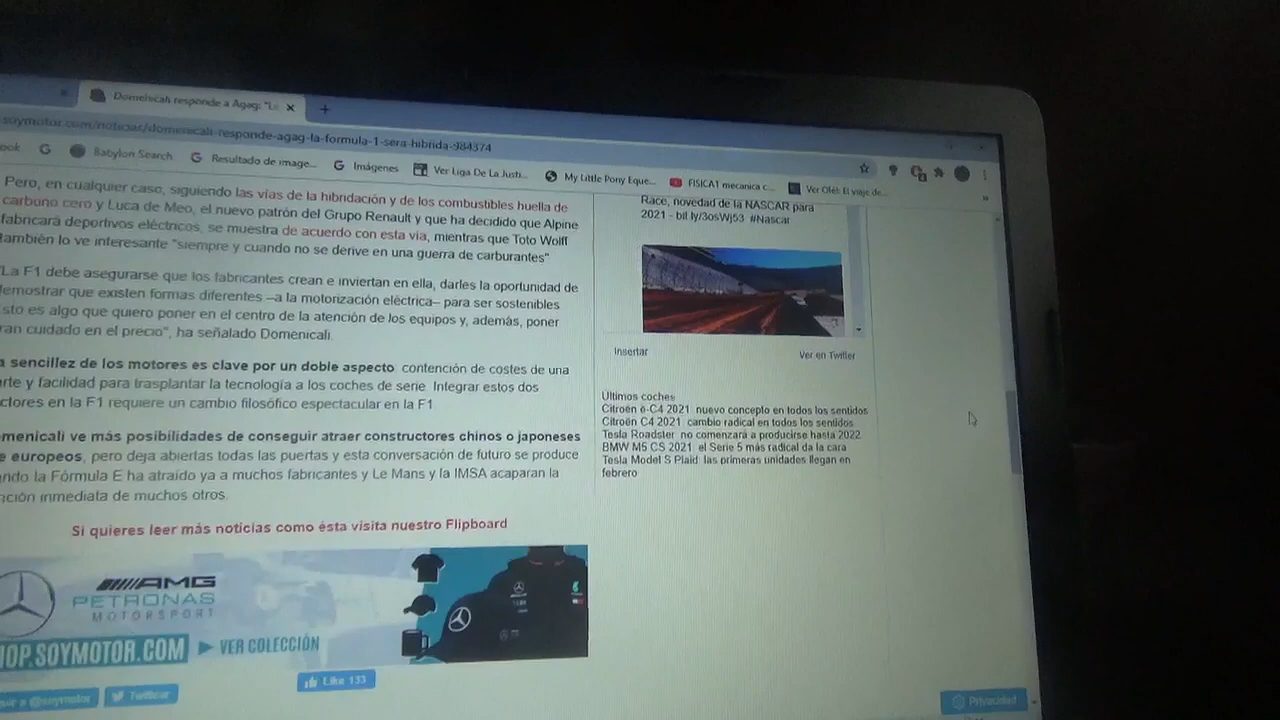 Domenicali responde a Agag: "La
soymotor.com/noticias/domenicali-responde-agag-la-formula-1-sera-hibrida-984374
ook
Babylon Search
Resultado de image...
Imágenes
Ver Liga De La Justi...
My Little Pony Eque...
FISICA1 mecanica c...
Ver Olé! El viaje de...
»
Pero, en cualquier caso, siguiendo las vías de la hibridación y de los combustibles huella de
carbono cero y Luca de Meo, el nuevo patrón del Grupo Renault y que ha decidido que Alpine
fabricará deportivos eléctricos, se muestra de acuerdo con esta vía, mientras que Toto Wolff
también lo ve interesante "siempre y cuando no se derive en una guerra de carburantes"
"La F1 debe asegurarse que los fabricantes crean e inviertan en ella, darles la oportunidad de
demostrar que existen formas diferentes –a la motorización eléctrica– para ser sostenibles
sto es algo que quiero poner en el centro de la atención de los equipos y, además, poner
ran cuidado en el precio", ha señalado Domenicali.
a sencillez de los motores es clave por un doble aspecto contención de costes de una
rte y facilidad para trasplantar la tecnología a los coches de serie. Integrar estos dos
ctores en la F1 requiere un cambio filosófico espectacular en la F1
menicali ve más posibilidades de conseguir atraer constructores chinos o japoneses
e europeos, pero deja abiertas todas las puertas y esta conversación de futuro se produce
ando la Fórmula E ha atraído ya a muchos fabricantes y Le Mans y la IMSA acaparan la
nción inmediata de muchos otros.
Si quieres leer más noticias como ésta visita nuestro Flipboard
AMG
PETRONAS
MOTORSPORT
HOP.SOYMOTOR.COM
VER COLECCIÓN
Like 133
uir a @soymotor
Twittear
Race, novedad de la NASCAR para
2021 - bit.ly/3osWj53 #Nascar
Insertar
Ver en Twitter
Últimos coches
Citroën ë-C4 2021 nuevo concepto en todos los sentidos
Citroën C4 2021 cambio radical en todos los sentidos
Tesla Roadster no comenzará a producirse hasta 2022
BMW M5 CS 2021: el Serie 5 más radical da la cara
Tesla Model S Plaid: las primeras unidades llegan en
febrero
Privacidad